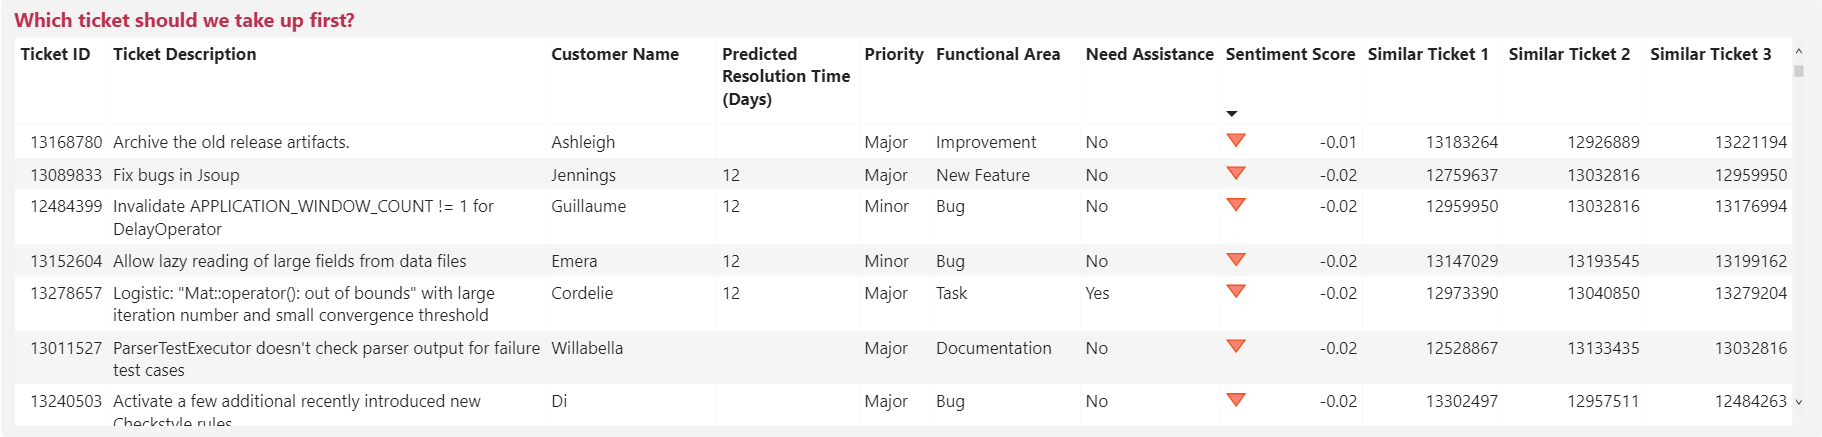 Which ticket should we take up first?
Ticket ID Ticket Description Customer Name Predicted Resolution Time (Days) Priority Functional Area Need Assistance Sentiment Score Similar Ticket 1 Similar Ticket 2 Similar Ticket 3
13168780 Archive the old release artifacts. Ashleigh Major Improvement No -0.01 13183264 12926889 13221194
13089833 Fix bugs in Jsoup Jennings 12 Major New Feature No -0.02 12759637 13032816 12959950
12484399 Invalidate APPLICATION_WINDOW_COUNT != 1 for Guillaume 12 Minor Bug No -0.02 12959950 13032816 13176994
DelayOperator
13152604 Allow lazy reading of large fields from data files Emera 12 Minor Bug No -0.02 13147029 13193545 13199162
13278657 Logistic: "Mat::operator(): out of bounds" with large Cordelie 12 Major Task Yes -0.02 12973390 13040850 13279204
iteration number and small convergence threshold
13011527 ParserTestExecutor doesn't check parser output for failure Willabella Major Documentation No -0.02 12528867 13133435 13032816
test cases
13240503 Activate a few additional recently introduced new Di Major Bug No -0.02 13302497 12957511 12484263
Checkstyle rules